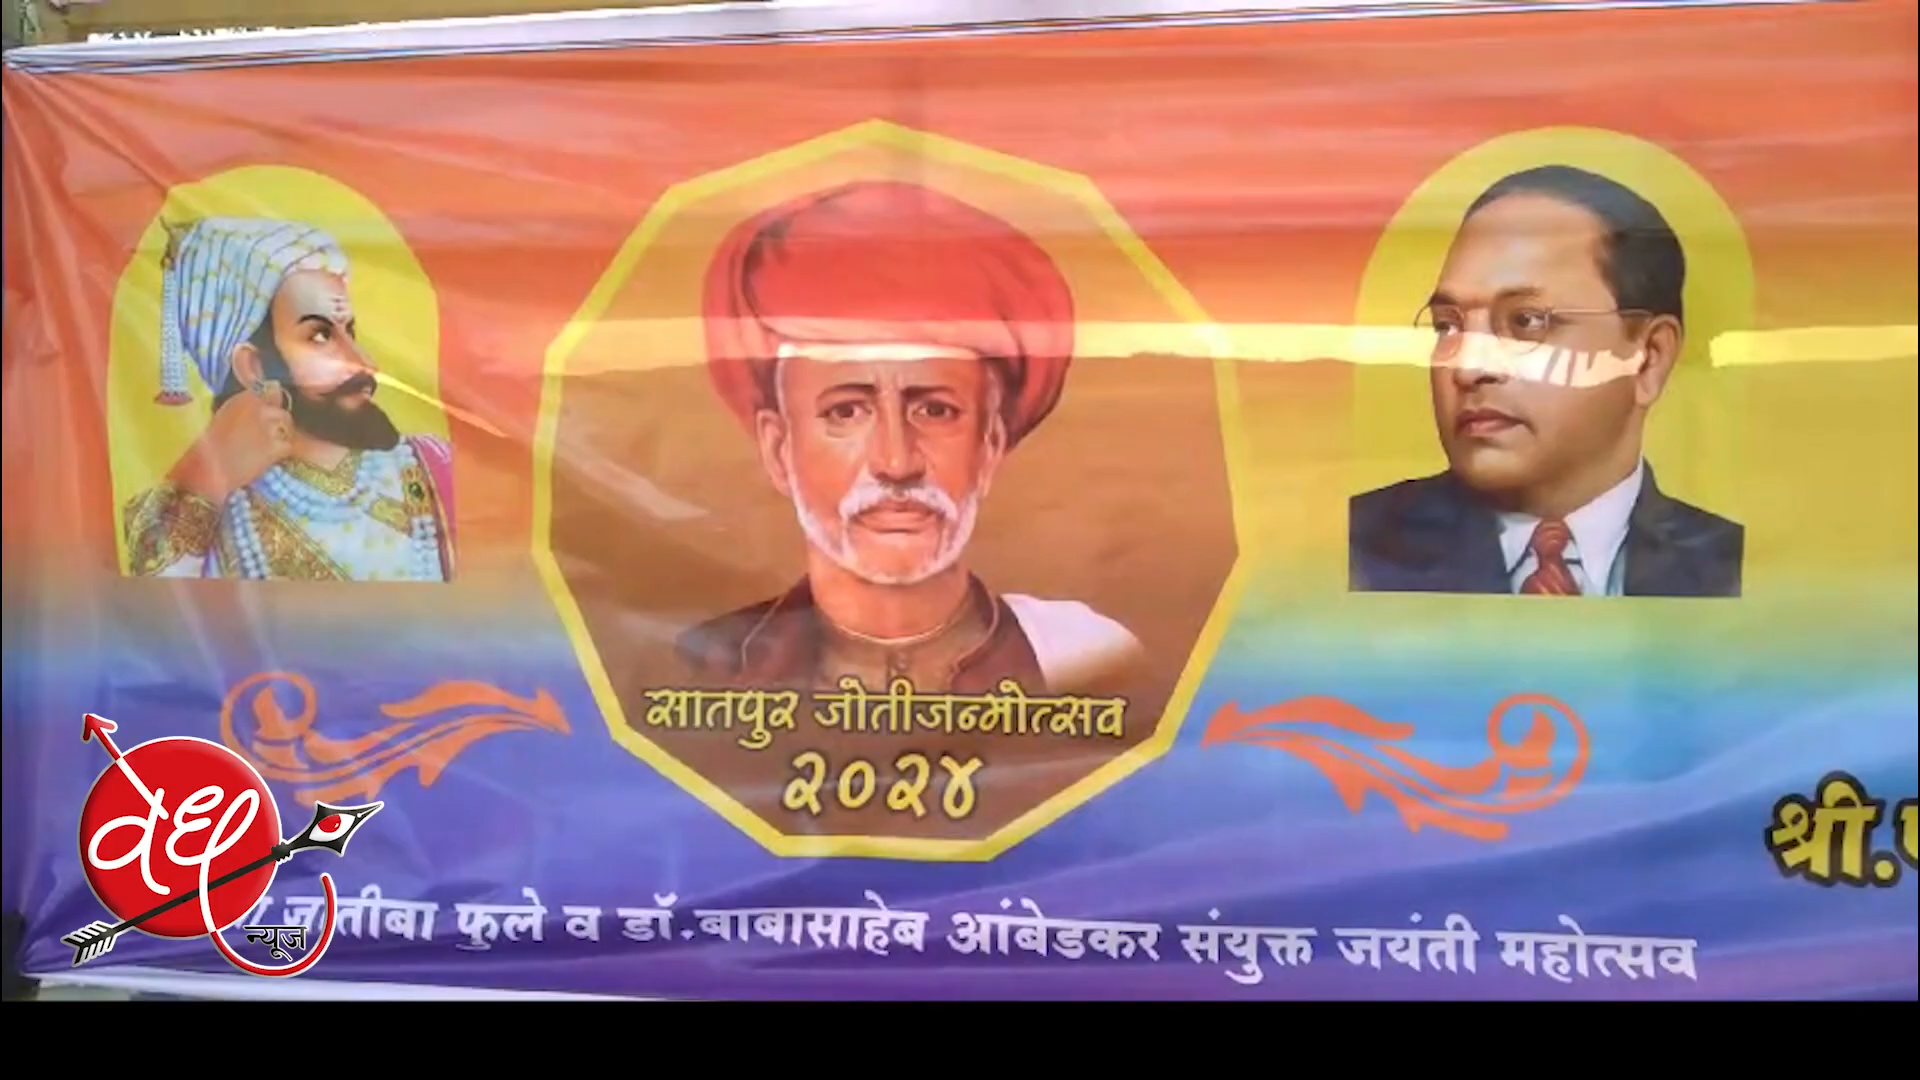 सातपुर जोतीजन्मोत्सव
२०२४
श्री.
जोतीबा फुले व डॉ.बाबासाहेब आंबेडकर संयुक्त जयंती महोत्सव
न्यूज